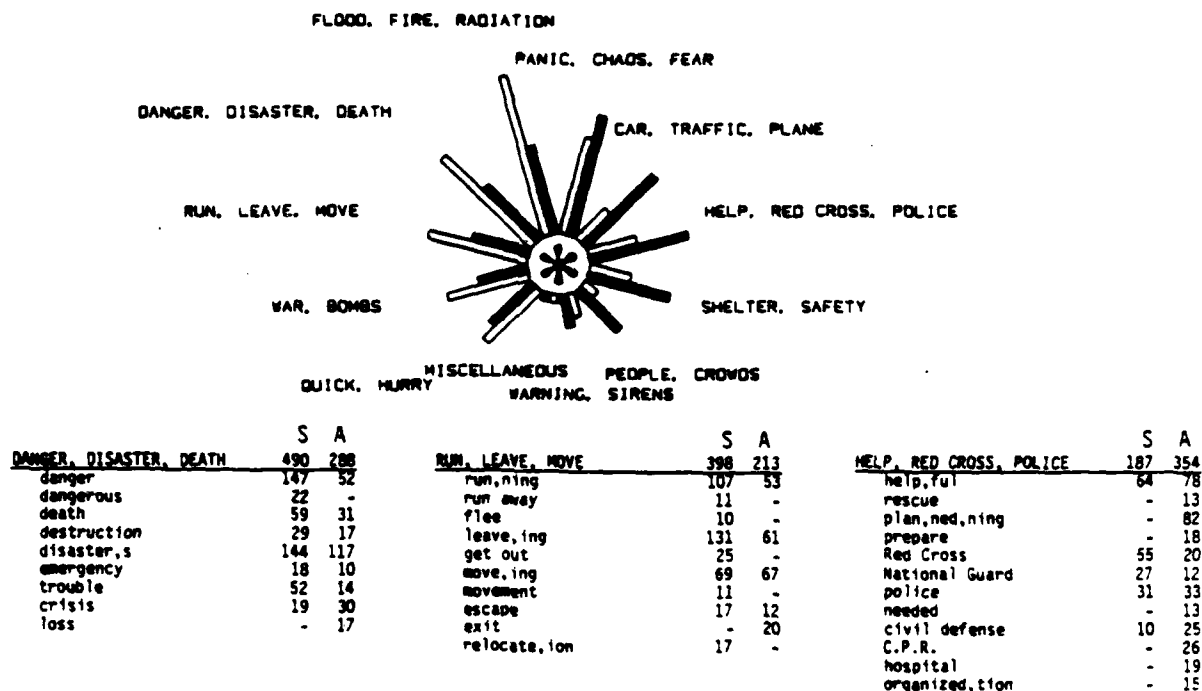 FLOOD, FIRE, RADIATION
PANIC, CHAOS, FEAR
DANGER, DISASTER, DEATH
CAR, TRAFFIC, PLANE
RUN, LEAVE, MOVE
HELP, RED CROSS, POLICE
WAR, BOMBS
SHELTER, SAFETY
MISCELLANEOUS PEOPLE, CROWDS
QUICK, HURRY
WARNING, SIRENS
S A
DANGER, DISASTER, DEATH 490 288
danger 147 52
dangerous 22 -
death 59 31
destruction 29 17
disaster,s 144 117
emergency 18 10
trouble 52 14
crisis 19 30
loss - 17
S A
RUN, LEAVE, MOVE 398 213
run,ning 107 53
run away 11 -
flee 10 -
leave,ing 131 61
get out 25 -
move,ing 69 67
movement 11 -
escape 17 12
exit - 20
relocate,ion 17 -
S A
HELP, RED CROSS, POLICE 187 354
help,ful 64 78
rescue - 13
plan,ned,ning - 82
prepare - 18
Red Cross 55 20
National Guard 27 12
police 31 33
needed - 13
civil defense 10 25
C.P.R. - 26
hospital - 19
organized,tion - 15